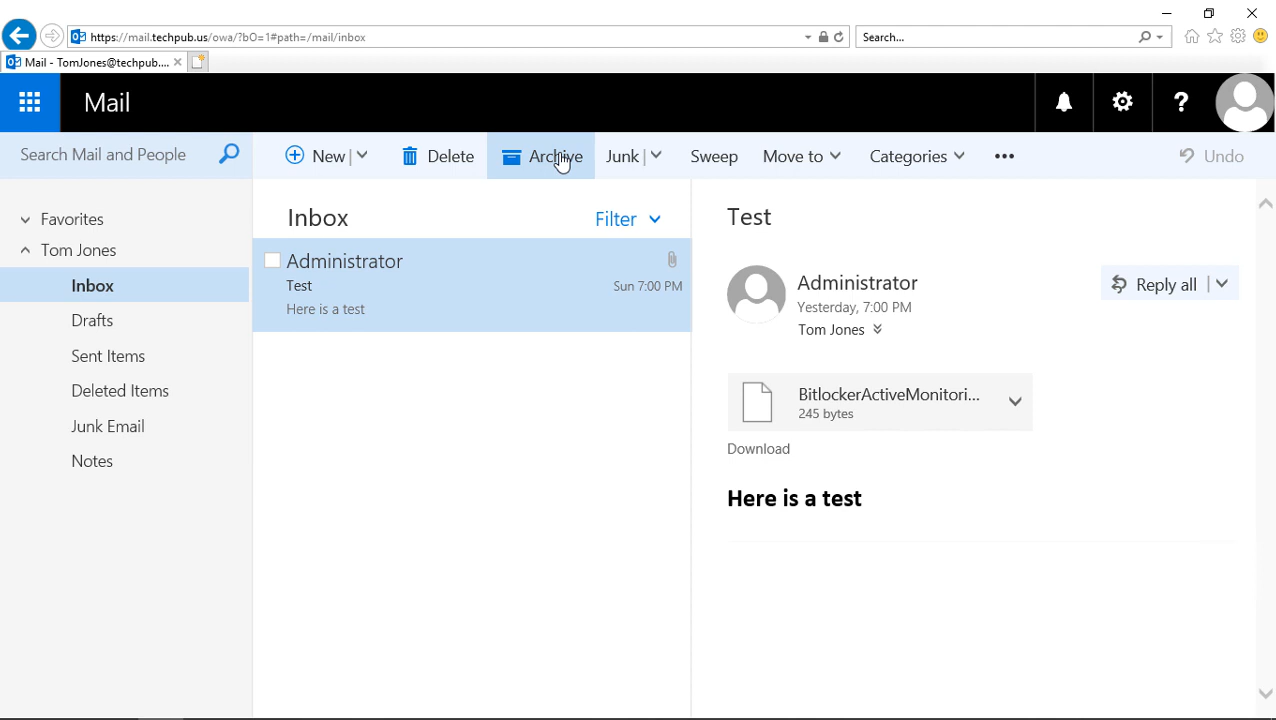 https://mail.techpub.us/owa/?bO=1#path=/mail/inbox
Search...
Mail - TomJones@techpub....
Mail
?
Search Mail and People
New
Delete
Archive
Junk
Sweep
Move to
Categories
Undo
Favorites
Tom Jones
Inbox
Drafts
Sent Items
Deleted Items
Junk Email
Notes
Inbox
Filter
Administrator
Test
Sun 7:00 PM
Here is a test
Test
Administrator
Yesterday, 7:00 PM
Tom Jones
Reply all
BitlockerActiveMonitori...
245 bytes
Download
Here is a test